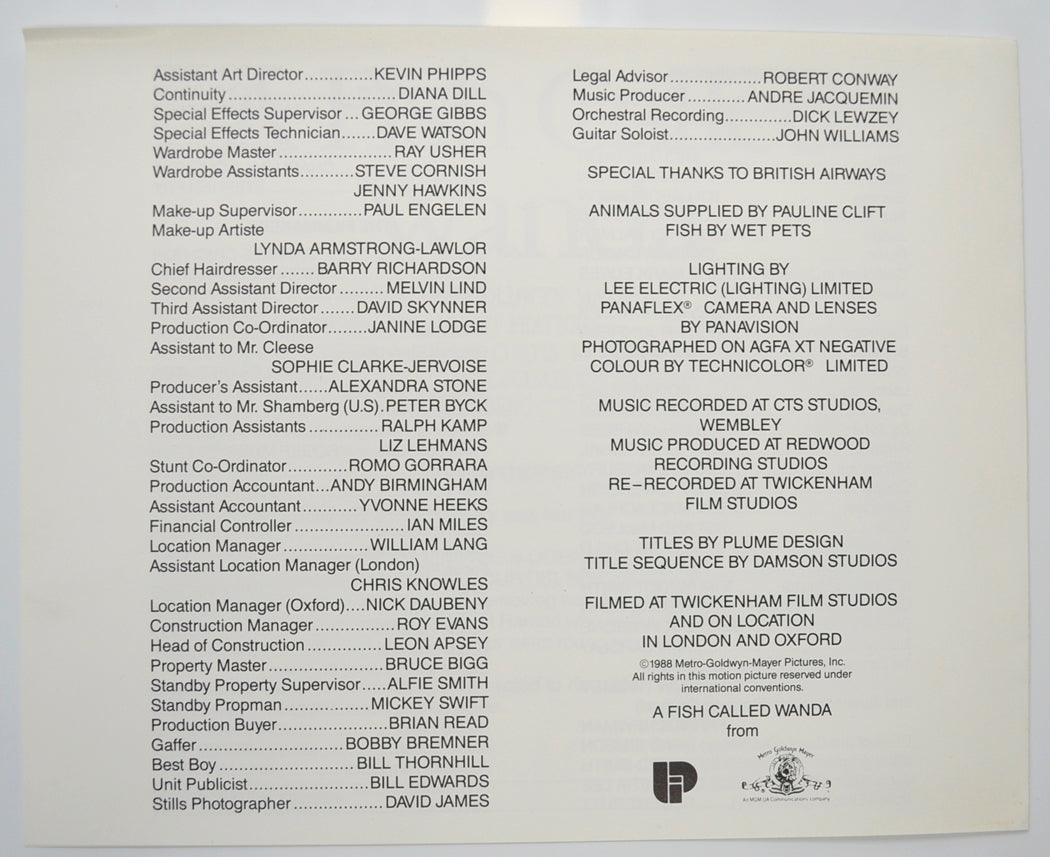 Assistant Art Director.............KEVIN PHIPPS
Continuity................................DIANA DILL
Special Effects Supervisor...GEORGE GIBBS
Special Effects Technician.......DAVE WATSON
Wardrobe Master......................RAY USHER
Wardrobe Assistants..........STEVE CORNISH
JENNY HAWKINS
Make-up Supervisor............PAUL ENGELEN
Make-up Artiste
LYNDA ARMSTRONG-LAWLOR
Chief Hairdresser.......BARRY RICHARDSON
Second Assistant Director.........MELVIN LIND
Third Assistant Director.......DAVID SKYNNER
Production Co-Ordinator........JANINE LODGE
Assistant to Mr. Cleese
SOPHIE CLARKE-JERVOISE
Producer's Assistant......ALEXANDRA STONE
Assistant to Mr. Shamberg (U.S).PETER BYCK
Production Assistants..............RALPH KAMP
LIZ LEHMANS
Stunt Co-Ordinator............ROMO GORRARA
Production Accountant...ANDY BIRMINGHAM
Assistant Accountant...........YVONNE HEEKS
Financial Controller......................IAN MILES
Location Manager.................WILLIAM LANG
Assistant Location Manager (London)
CHRIS KNOWLES
Location Manager (Oxford)....NICK DAUBENY
Construction Manager................ROY EVANS
Head of Construction...............LEON APSEY
Property Master.......................BRUCE BIGG
Standby Property Supervisor.....ALFIE SMITH
Standby Propman..................MICKEY SWIFT
Production Buyer......................BRIAN READ
Gaffer.............................BOBBY BREMNER
Best Boy................................BILL THORNHILL
Unit Publicist.........................BILL EDWARDS
Stills Photographer..................DAVID JAMES
Legal Advisor..................ROBERT CONWAY
Music Producer...........ANDRE JACQUEMIN
Orchestral Recording.............DICK LEWZEY
Guitar Soloist.....................JOHN WILLIAMS
SPECIAL THANKS TO BRITISH AIRWAYS
ANIMALS SUPPLIED BY PAULINE CLIFT
FISH BY WET PETS
LIGHTING BY
LEE ELECTRIC (LIGHTING) LIMITED
PANAFLEX® CAMERA AND LENSES
BY PANAVISION
PHOTOGRAPHED ON AGFA XT NEGATIVE
COLOUR BY TECHNICOLOR® LIMITED
MUSIC RECORDED AT CTS STUDIOS,
WEMBLEY
MUSIC PRODUCED AT REDWOOD
RECORDING STUDIOS
RE-RECORDED AT TWICKENHAM
FILM STUDIOS
TITLES BY PLUME DESIGN
TITLE SEQUENCE BY DAMSON STUDIOS
FILMED AT TWICKENHAM FILM STUDIOS
AND ON LOCATION
IN LONDON AND OXFORD
©1988 Metro-Goldwyn-Mayer Pictures, Inc.
All rights in this motion picture reserved under
international conventions.
A FISH CALLED WANDA
from
Metro Goldwyn Mayer
An MGM/UA Communications company